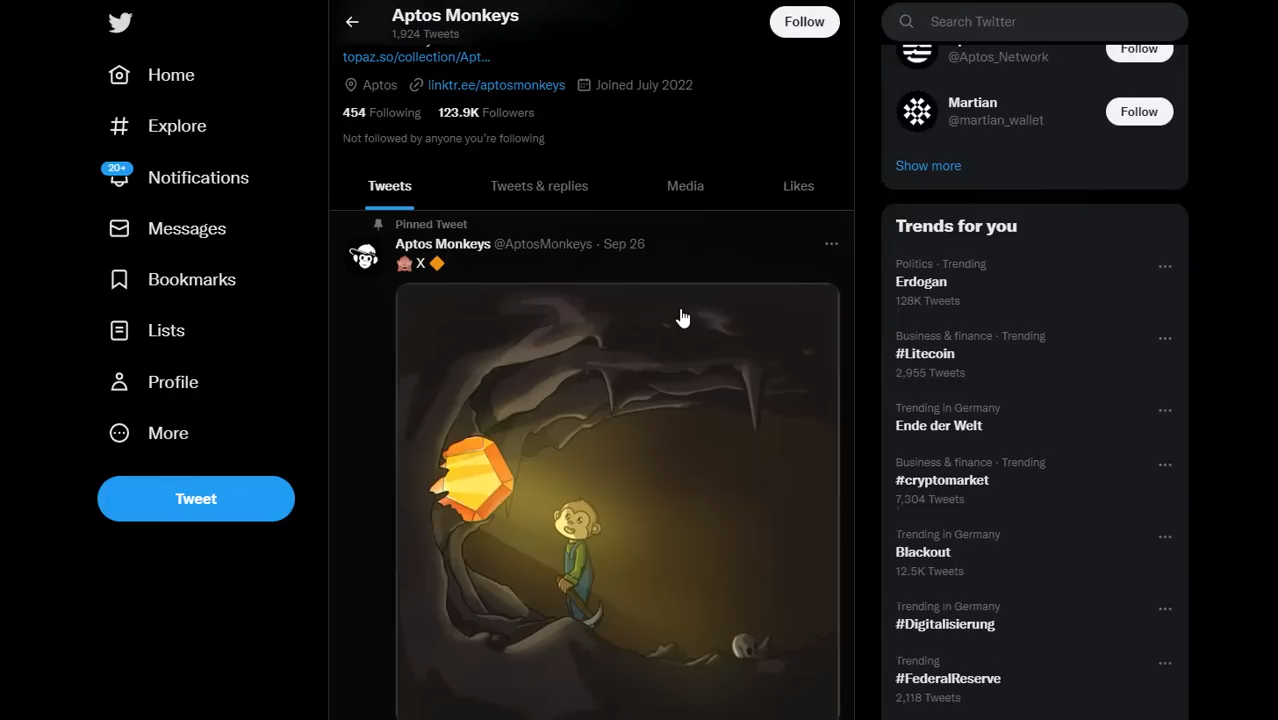 Home
Explore
20+
Notifications
Messages
Bookmarks
Lists
Profile
More
Tweet
Aptos Monkeys
1,924 Tweets
Follow
topaz.so/collection/Apt...
Aptos linktr.ee/aptosmonkeys Joined July 2022
454 Following 123.9K Followers
Not followed by anyone you're following
Tweets Tweets & replies Media Likes
Pinned Tweet
Aptos Monkeys @AptosMonkeys · Sep 26
X
Search Twitter
@Aptos_Network
Follow
Martian
@martian_wallet
Follow
Show more
Trends for you
Politics · Trending
Erdogan
128K Tweets
Business & finance · Trending
#Litecoin
2,955 Tweets
Trending in Germany
Ende der Welt
Business & finance · Trending
#cryptomarket
7,304 Tweets
Trending in Germany
Blackout
12.5K Tweets
Trending in Germany
#Digitalisierung
Trending
#FederalReserve
2,118 Tweets